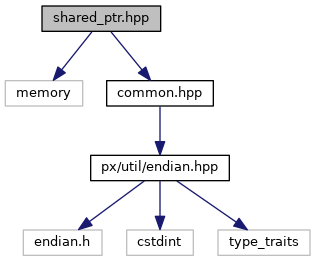 shared_ptr.hpp
memory
common.hpp
px/util/endian.hpp
endian.h
cstdint
type_traits